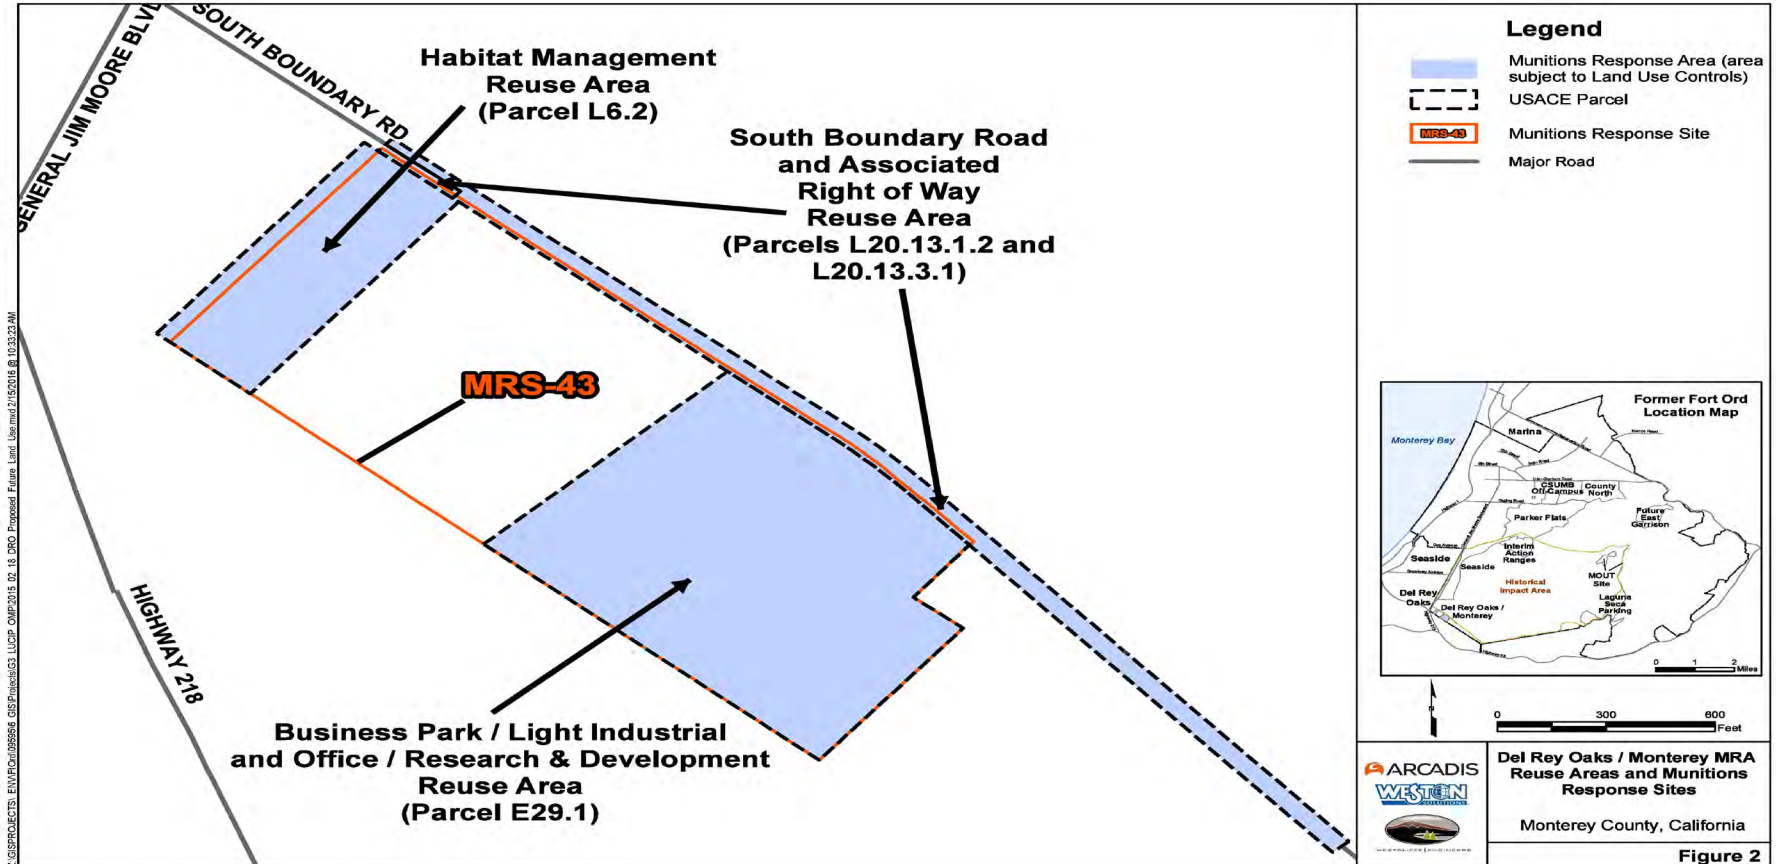 GENERAL JIM MOORE BLVD
SOUTH BOUNDARY RD
Habitat Management
Reuse Area
(Parcel L6.2)
South Boundary Road
and Associated
Right of Way
Reuse Area
(Parcels L20.13.1.2 and
L20.13.3.1)
MRS-43
HIGHWAY 218
Business Park / Light Industrial
and Office / Research & Development
Reuse Area
(Parcel E29.1)
Legend
Munitions Response Area (area
subject to Land Use Controls)
USACE Parcel
MRS-43
Munitions Response Site
Major Road
Former Fort Ord
Location Map
Monterey Bay
Marina
CSUMB
Off-Campus
County
North
Parker Flats
Future
East
Garrison
Seaside
Seaside
Interim
Action
Ranges
MOUT
Site
Historical
Impact Area
Laguna
Seca
Parking
Del Rey
Oaks
Del Rey Oaks /
Monterey
0 1 2
Miles
N
0 300 600
Feet
ARCADIS
WESTON
SOLUTIONS
Del Rey Oaks / Monterey MRA
Reuse Areas and Munitions
Response Sites
Monterey County, California
Figure 2